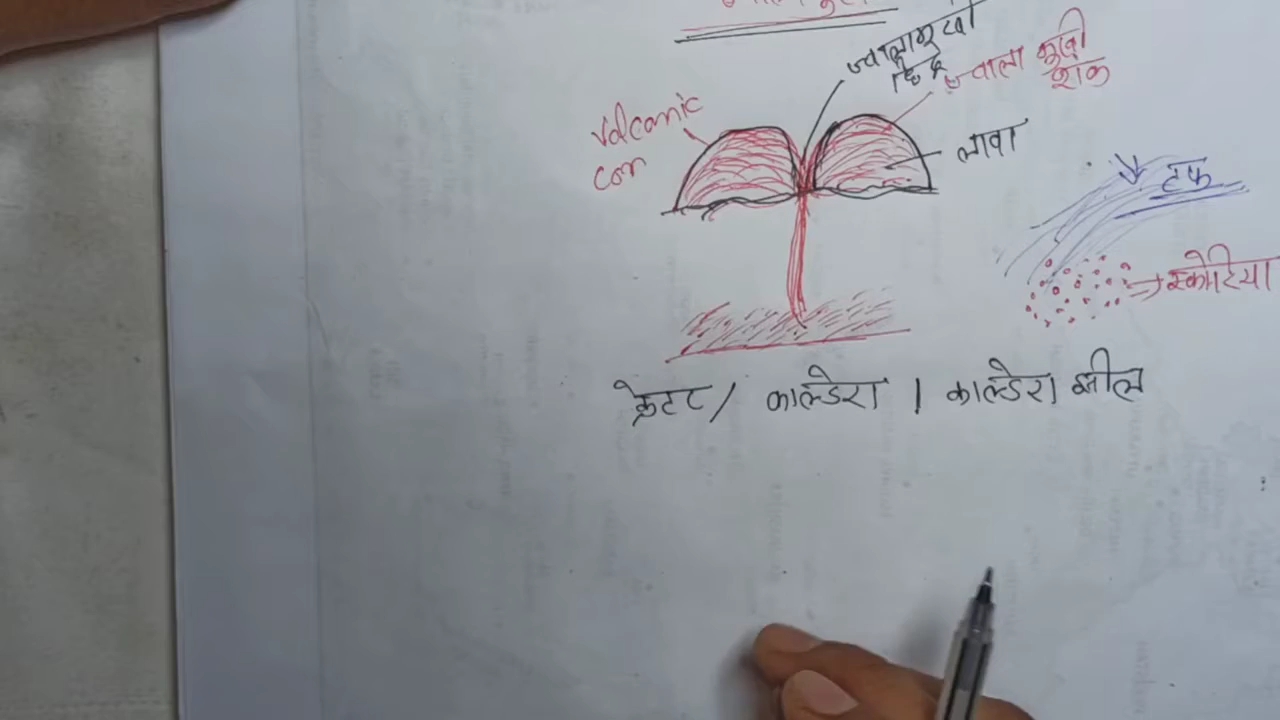 ज्वालामुखी
छिद्र
ज्वाला मुखी
शंकु
volcanic
con
लावा
टफ
स्कोरिया
क्रेटर / काल्डेरा / काल्डेरा झील